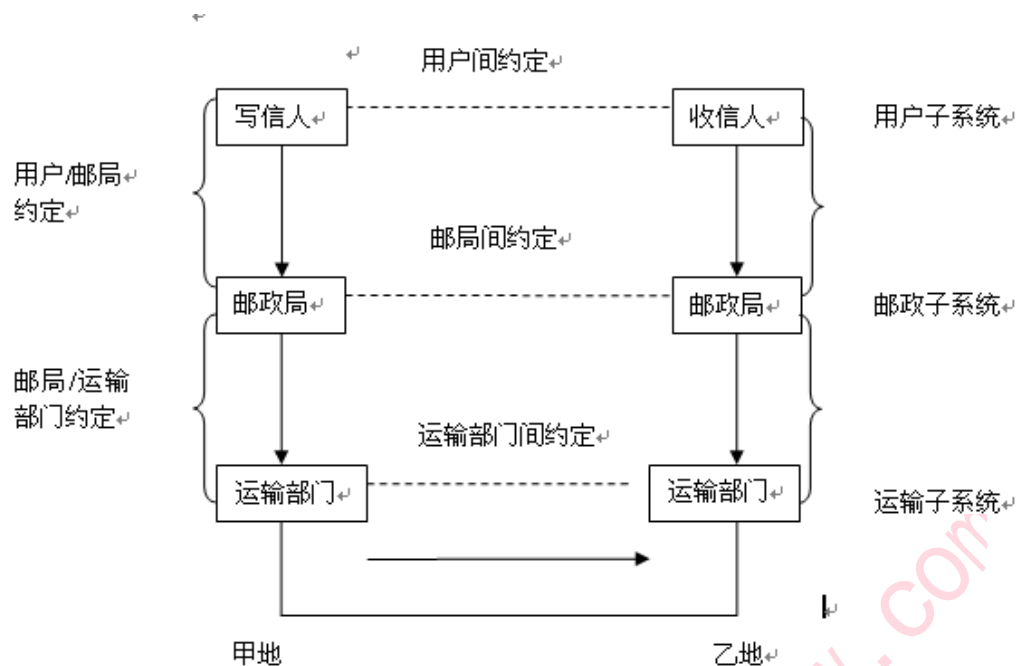 用户间约定
写信人
收信人
用户子系统
用户/邮局
约定
邮局间约定
邮政局
邮政局
邮政子系统
邮局/运输
部门约定
运输部门间约定
运输部门
运输部门
运输子系统
甲地
乙地